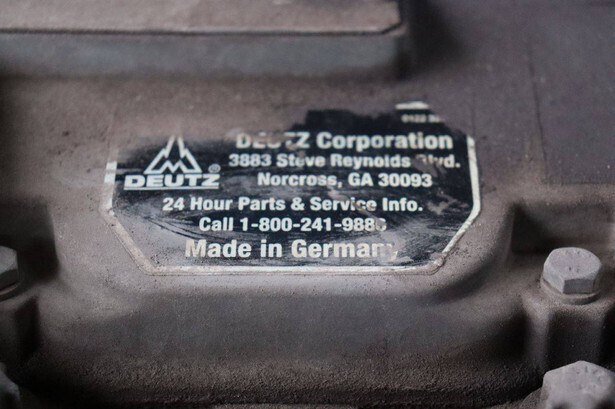 DEUTZ Corporation
3883 Steve Reynolds Blvd.
DEUTZ®
Norcross, GA 30093
24 Hour Parts & Service Info.
Call 1-800-241-9886
Made in Germany